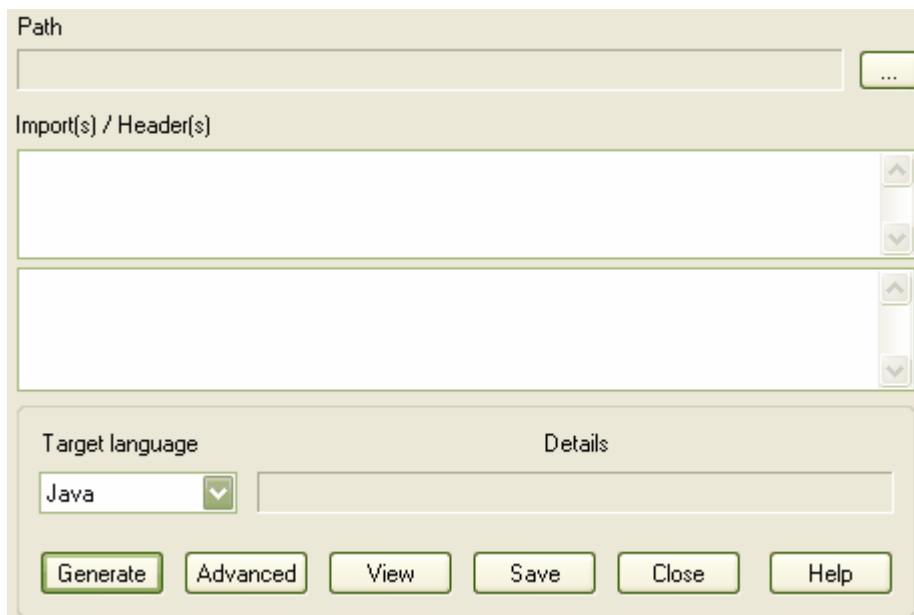 Path
...
Import(s) / Header(s)
Target language Details
Java
Generate Advanced View Save Close Help